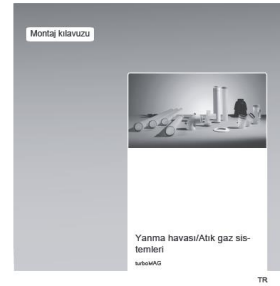 Montaj kılavuzu
Yanma havası/Atık gaz sis-
temleri
turboMAG
TR